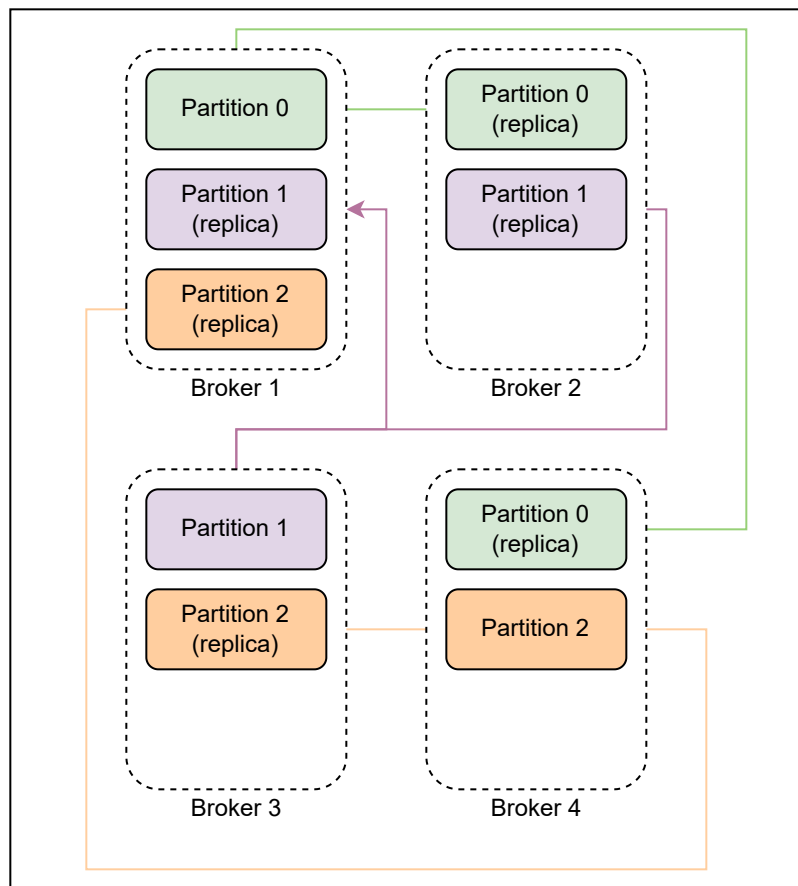 Partition 0
Partition 1
(replica)
Partition 2
(replica)
Broker 1
Partition 0
(replica)
Partition 1
(replica)
Broker 2
Partition 1
Partition 2
(replica)
Broker 3
Partition 0
(replica)
Partition 2
Broker 4